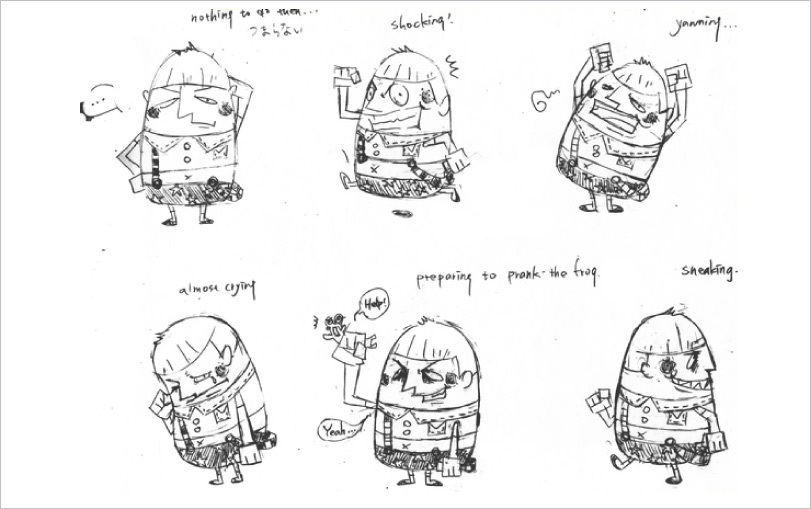 nothing to do then...
つまらない
shocking!
yawning...
...
almost crying
preparing to prank the frog.
Help!
Yeah...
sneaking.